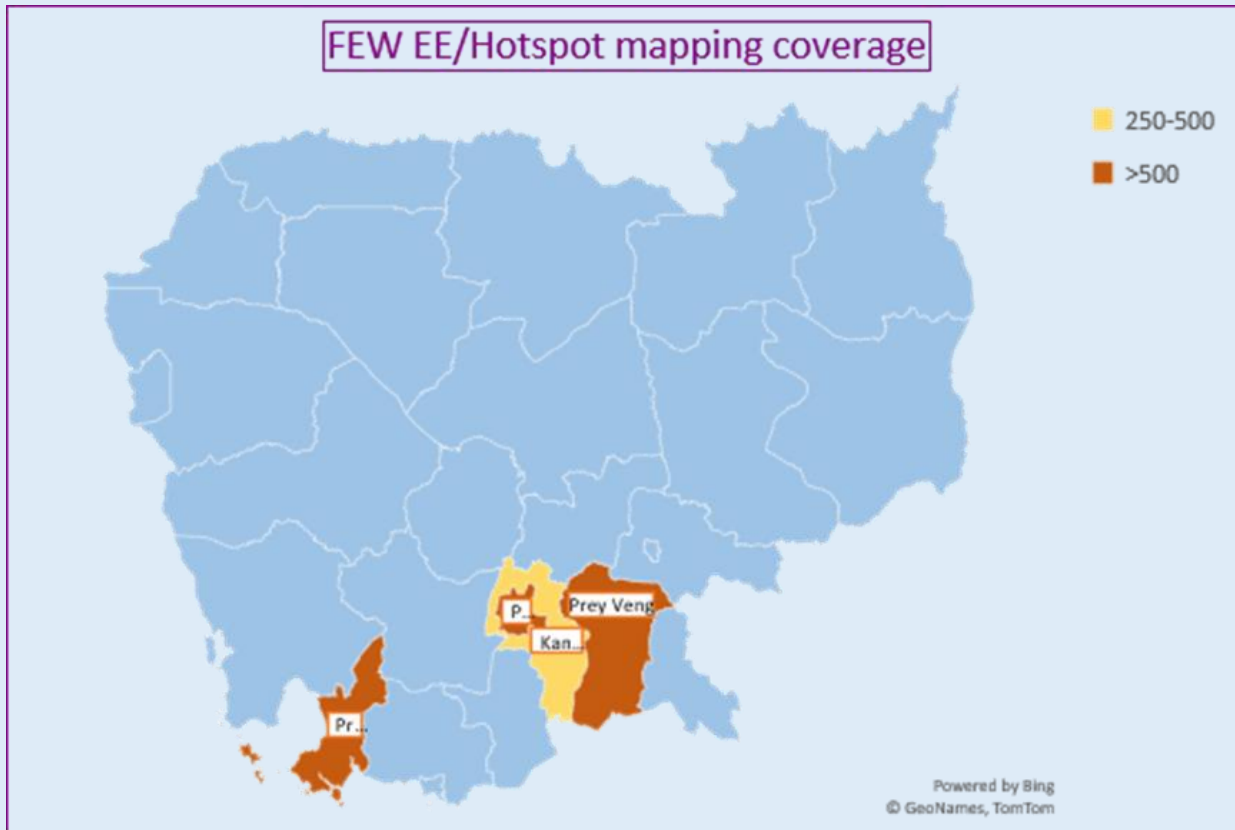 FEW EE/Hotspot mapping coverage
250-500
>500
P...
Prey Veng
Kan...
Pr...
Powered by Bing
© GeoNames, TomTom